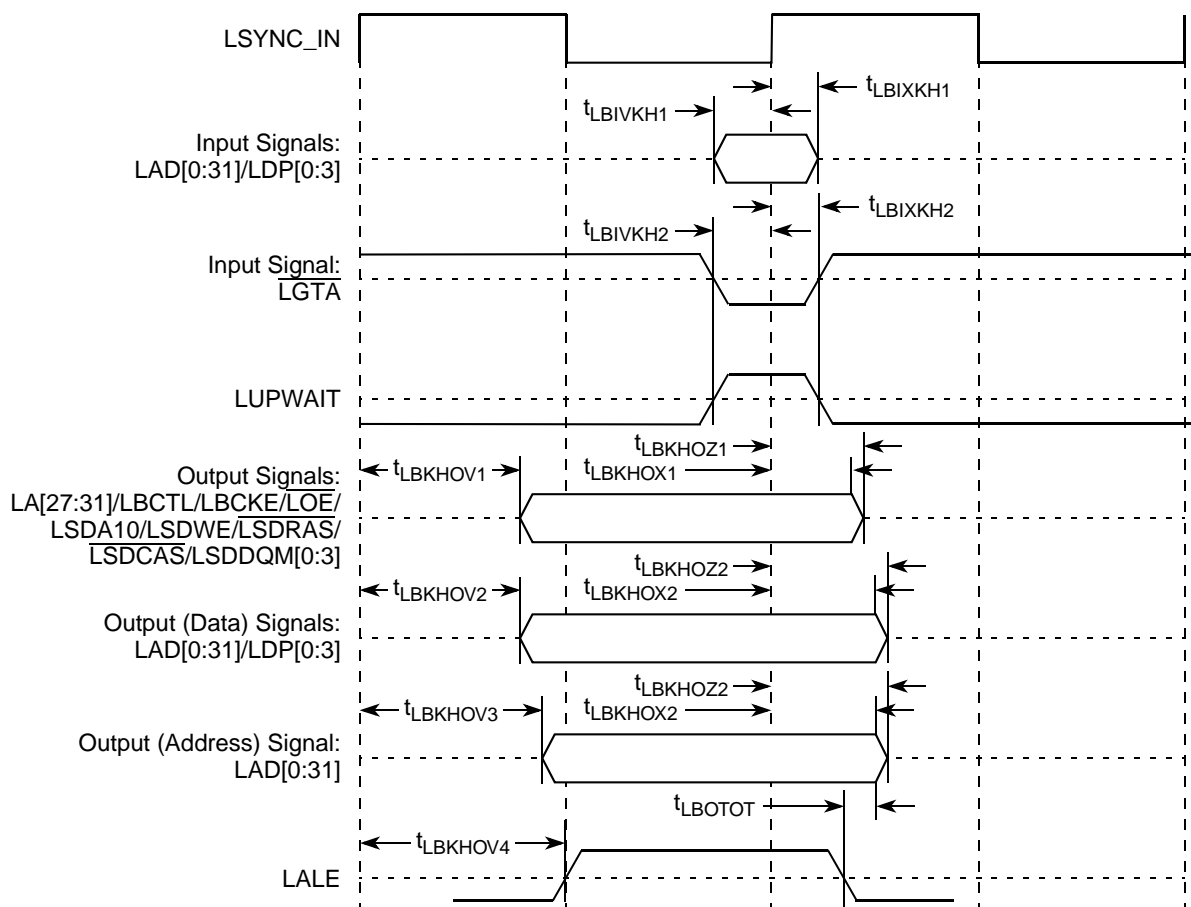 LSYNC_IN
tLBIXKH1
tLBIVKH1
Input Signals:
LAD[0:31]/LDP[0:3]
tLBIXKH2
tLBIVKH2
Input Signal:
LGTA
LUPWAIT
tLBKHOZ1
tLBKHOV1
tLBKHOX1
Output Signals:
LA[27:31]/LBCTL/LBCKE/LOE/
LSDA10/LSDWE/LSDRAS/
LSDCAS/LSDDQM[0:3]
tLBKHOZ2
tLBKHOV2
tLBKHOX2
Output (Data) Signals:
LAD[0:31]/LDP[0:3]
tLBKHOZ2
tLBKHOV3
tLBKHOX2
Output (Address) Signal:
LAD[0:31]
tLBOTOT
tLBKHOV4
LALE